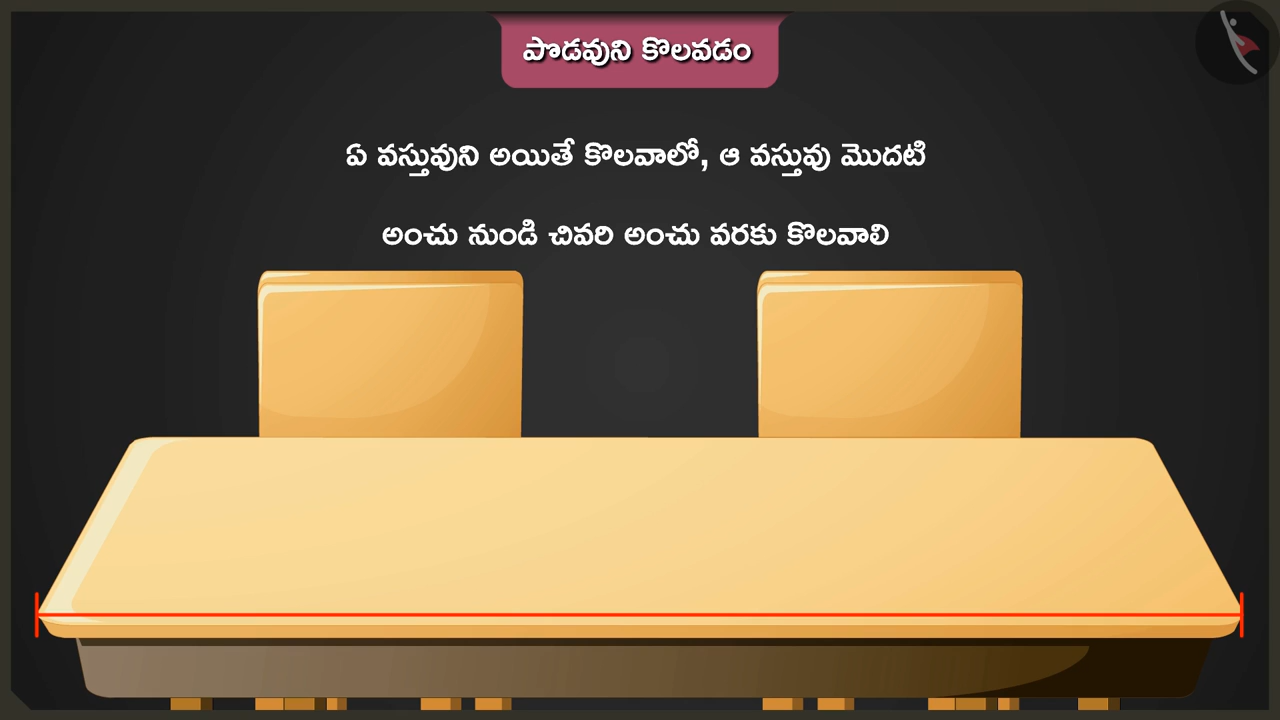 పొడవుని కొలవడం
ఏ వస్తువుని అయితే కొలవాలో, ఆ వస్తువు మొదటి
అంచు నుండి చివరి అంచు వరకు కొలవాలి